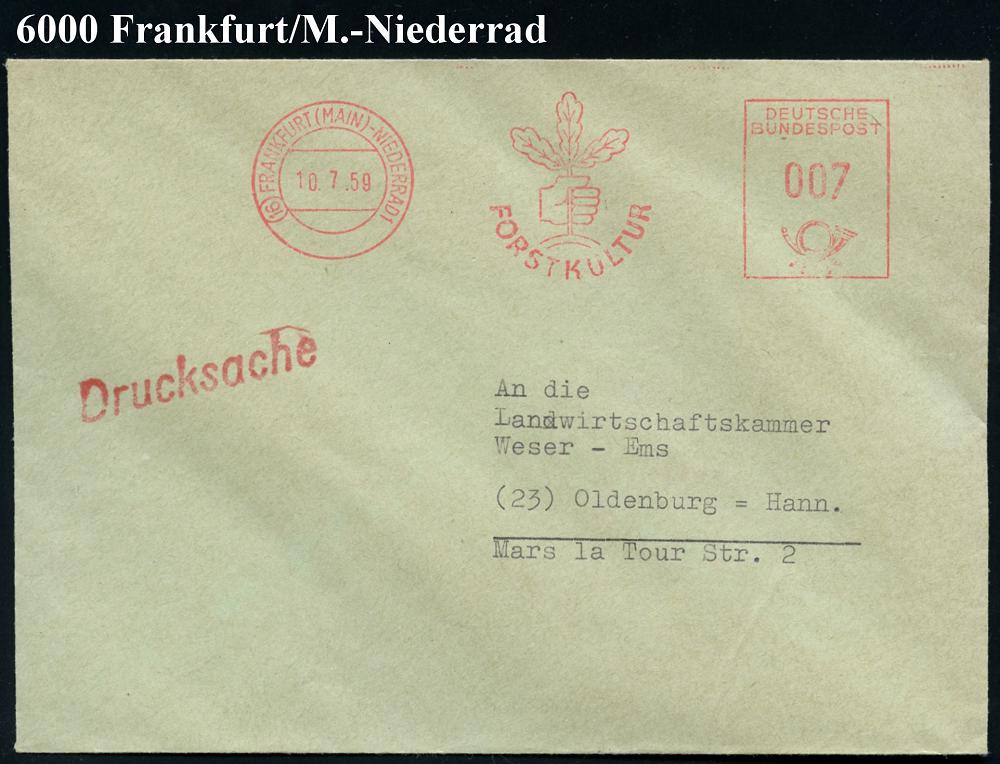 6000 Frankfurt/M.-Niederrad
(16) FRANKFURT (MAIN)-NIEDERRADT
10. 7.59
FORSTKULTUR
DEUTSCHE
BUNDESPOST
007
Drucksache
An die
Landwirtschaftskammer
Weser - Ems
(23) Oldenburg = Hann.
Mars la Tour Str. 2